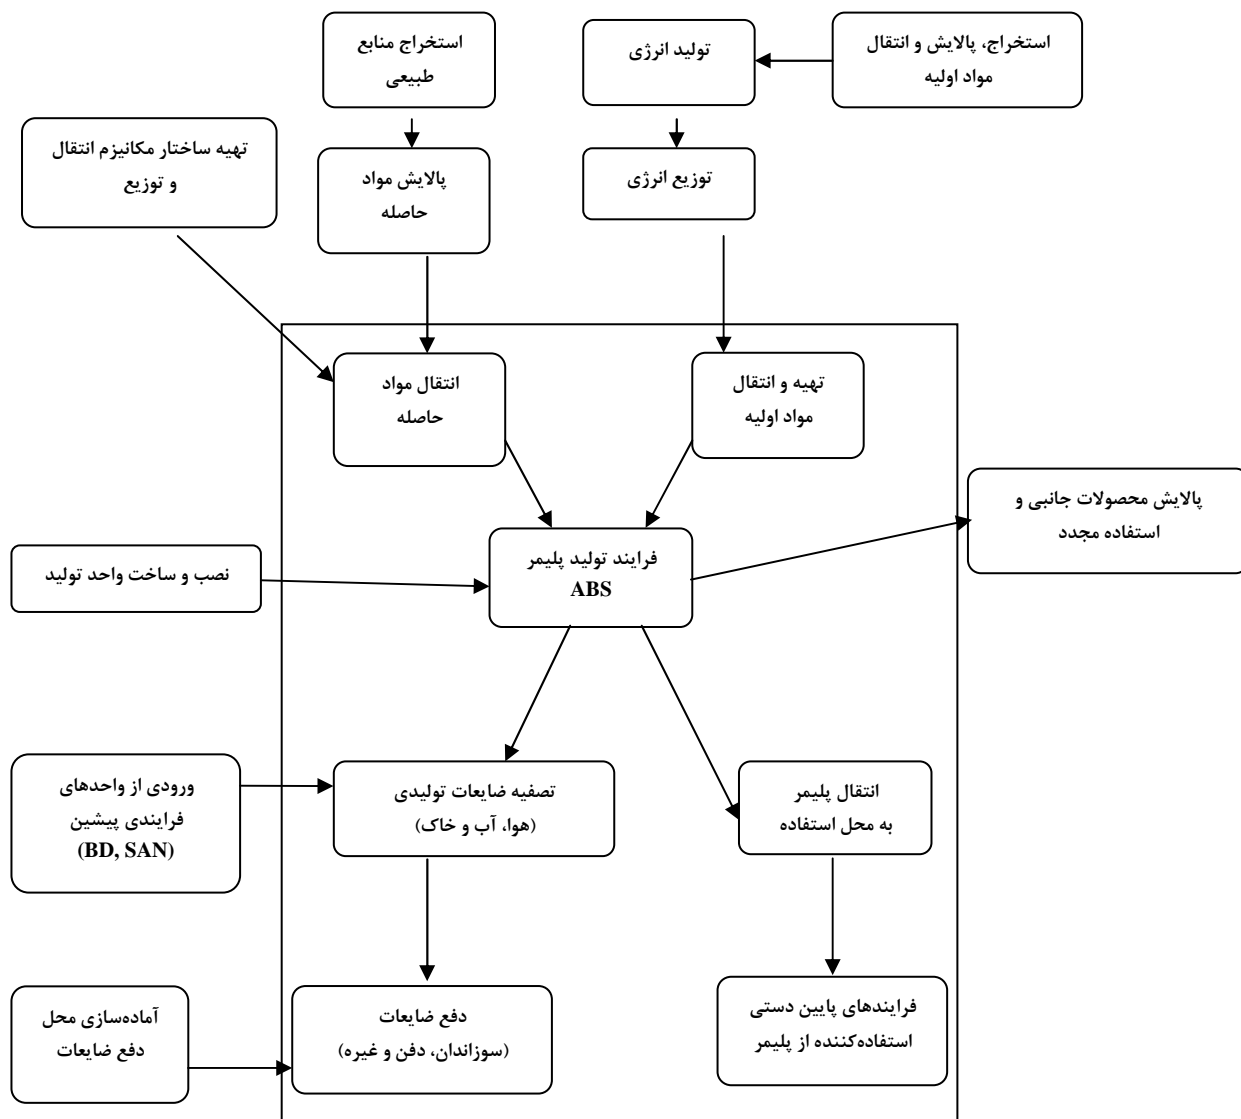 استخراج، پالایش و انتقال
مواد اولیه
تولید انرژی
استخراج منابع
طبیعی
توزیع انرژی
پالایش مواد
حاصله
تهیه ساختار مکانیزم انتقال
و توزیع
تهیه و انتقال
مواد اولیه
انتقال مواد
حاصله
پالایش محصولات جانبی و
استفاده مجدد
فرایند تولید پلیمر
ABS
نصب و ساخت واحد تولید
انتقال پلیمر
به محل استفاده
تصفیه ضایعات تولیدی
(هوا، آب و خاک)
ورودی از واحدهای
فرایندی پیشین
(BD, SAN)
فرایندهای پایین دستی
استفاده‌کننده از پلیمر
دفع ضایعات
(سوزاندان، دفن و غیره)
آماده‌سازی محل
دفع ضایعات